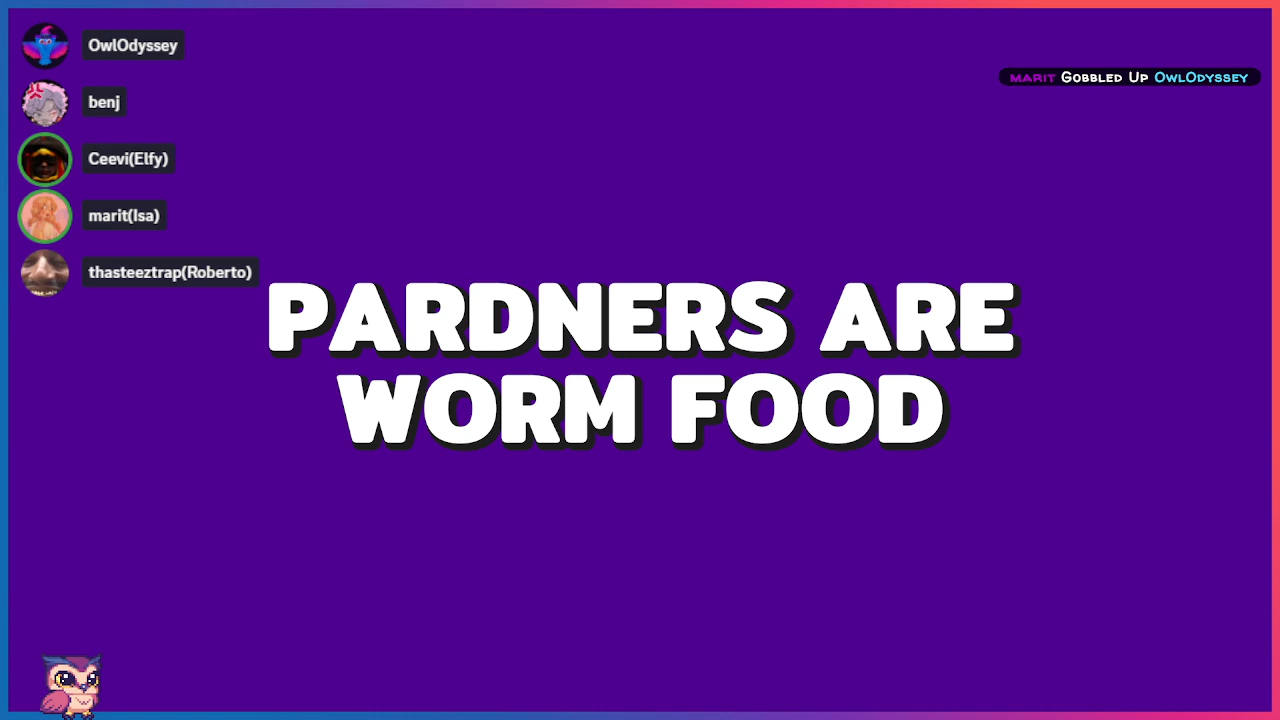 OwlOdyssey
MARIT GOBBLED UP OWLODYSSEY
benj
Ceevi(Elfy)
marit(Isa)
thasteeztrap(Roberto)
PARDNERS ARE
WORM FOOD